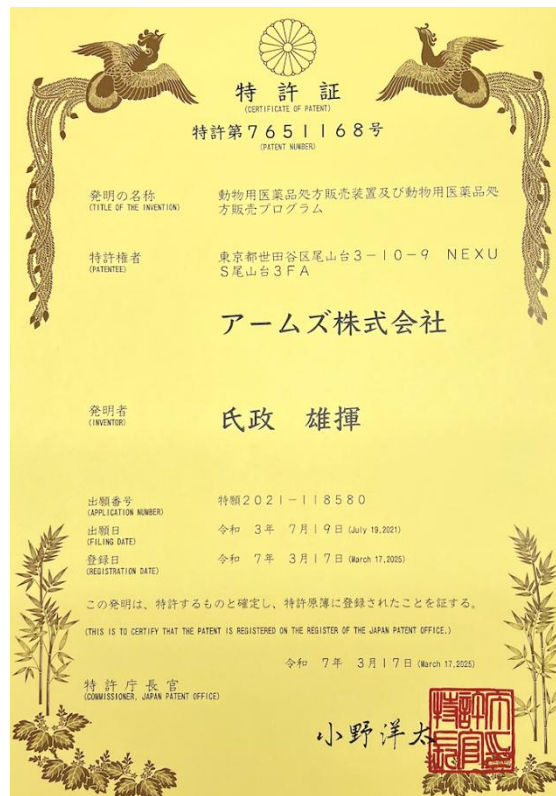 特許証
(CERTIFICATE OF PATENT)
特許第7651168号
(PATENT NUMBER)
発明の名称
(TITLE OF THE INVENTION)
動物用医薬品処方販売装置及び動物用医薬品処
方販売プログラム
特許権者
(PATENTEE)
東京都世田谷区尾山台3-10-9 NEXU
S尾山台3FA
アームズ株式会社
発明者
(INVENTOR)
氏政 雄揮
出願番号
(APPLICATION NUMBER)
特願2021-118580
出願日
(FILING DATE)
令和 3年 7月19日(July 19,2021)
登録日
(REGISTRATION DATE)
令和 7年 3月17日(March 17,2025)
この発明は、特許するものと確定し、特許原簿に登録されたことを証する。
(THIS IS TO CERTIFY THAT THE PATENT IS REGISTERED ON THE REGISTER OF THE JAPAN PATENT OFFICE.)
令和 7年 3月17日(March 17,2025)
特許庁長官
(COMMISSIONER, JAPAN PATENT OFFICE)
小野洋太